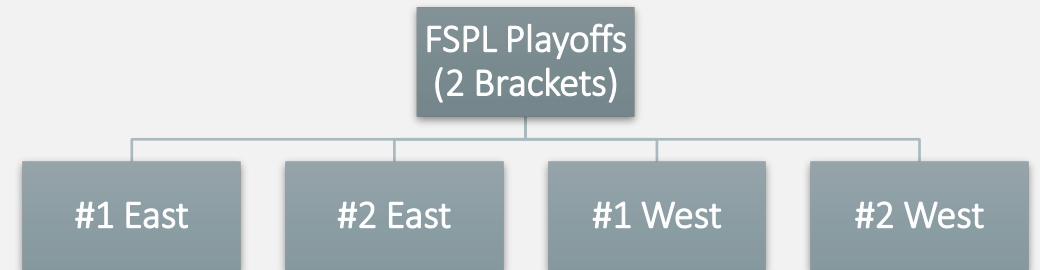 FSPL Playoffs
(2 Brackets)
#1 East
#2 East
#1 West
#2 West